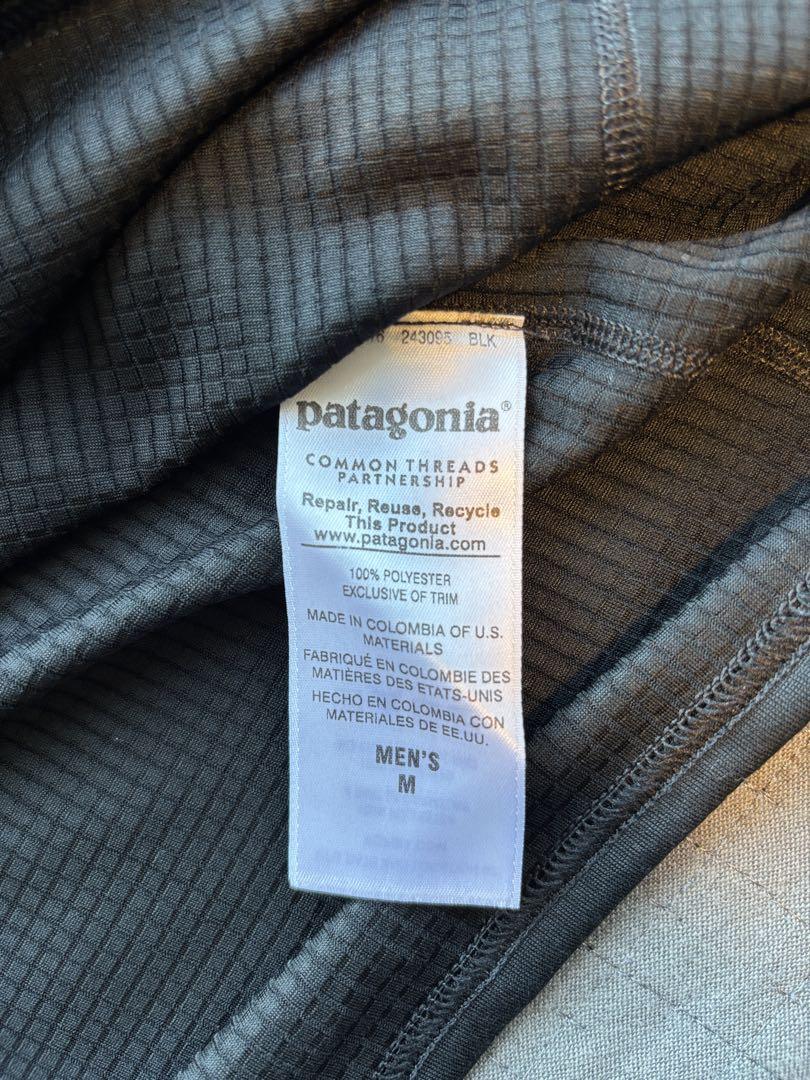 243095 BLK
patagonia®
COMMON THREADS
PARTNERSHIP
Repair, Reuse, Recycle
This Product
www.patagonia.com
100% POLYESTER
EXCLUSIVE OF TRIM
MADE IN COLOMBIA OF U.S.
MATERIALS
FABRIQUÉ EN COLOMBIE DES
MATIÈRES DES ETATS-UNIS
HECHO EN COLOMBIA CON
MATERIALES DE EE.UU.
MEN'S
M